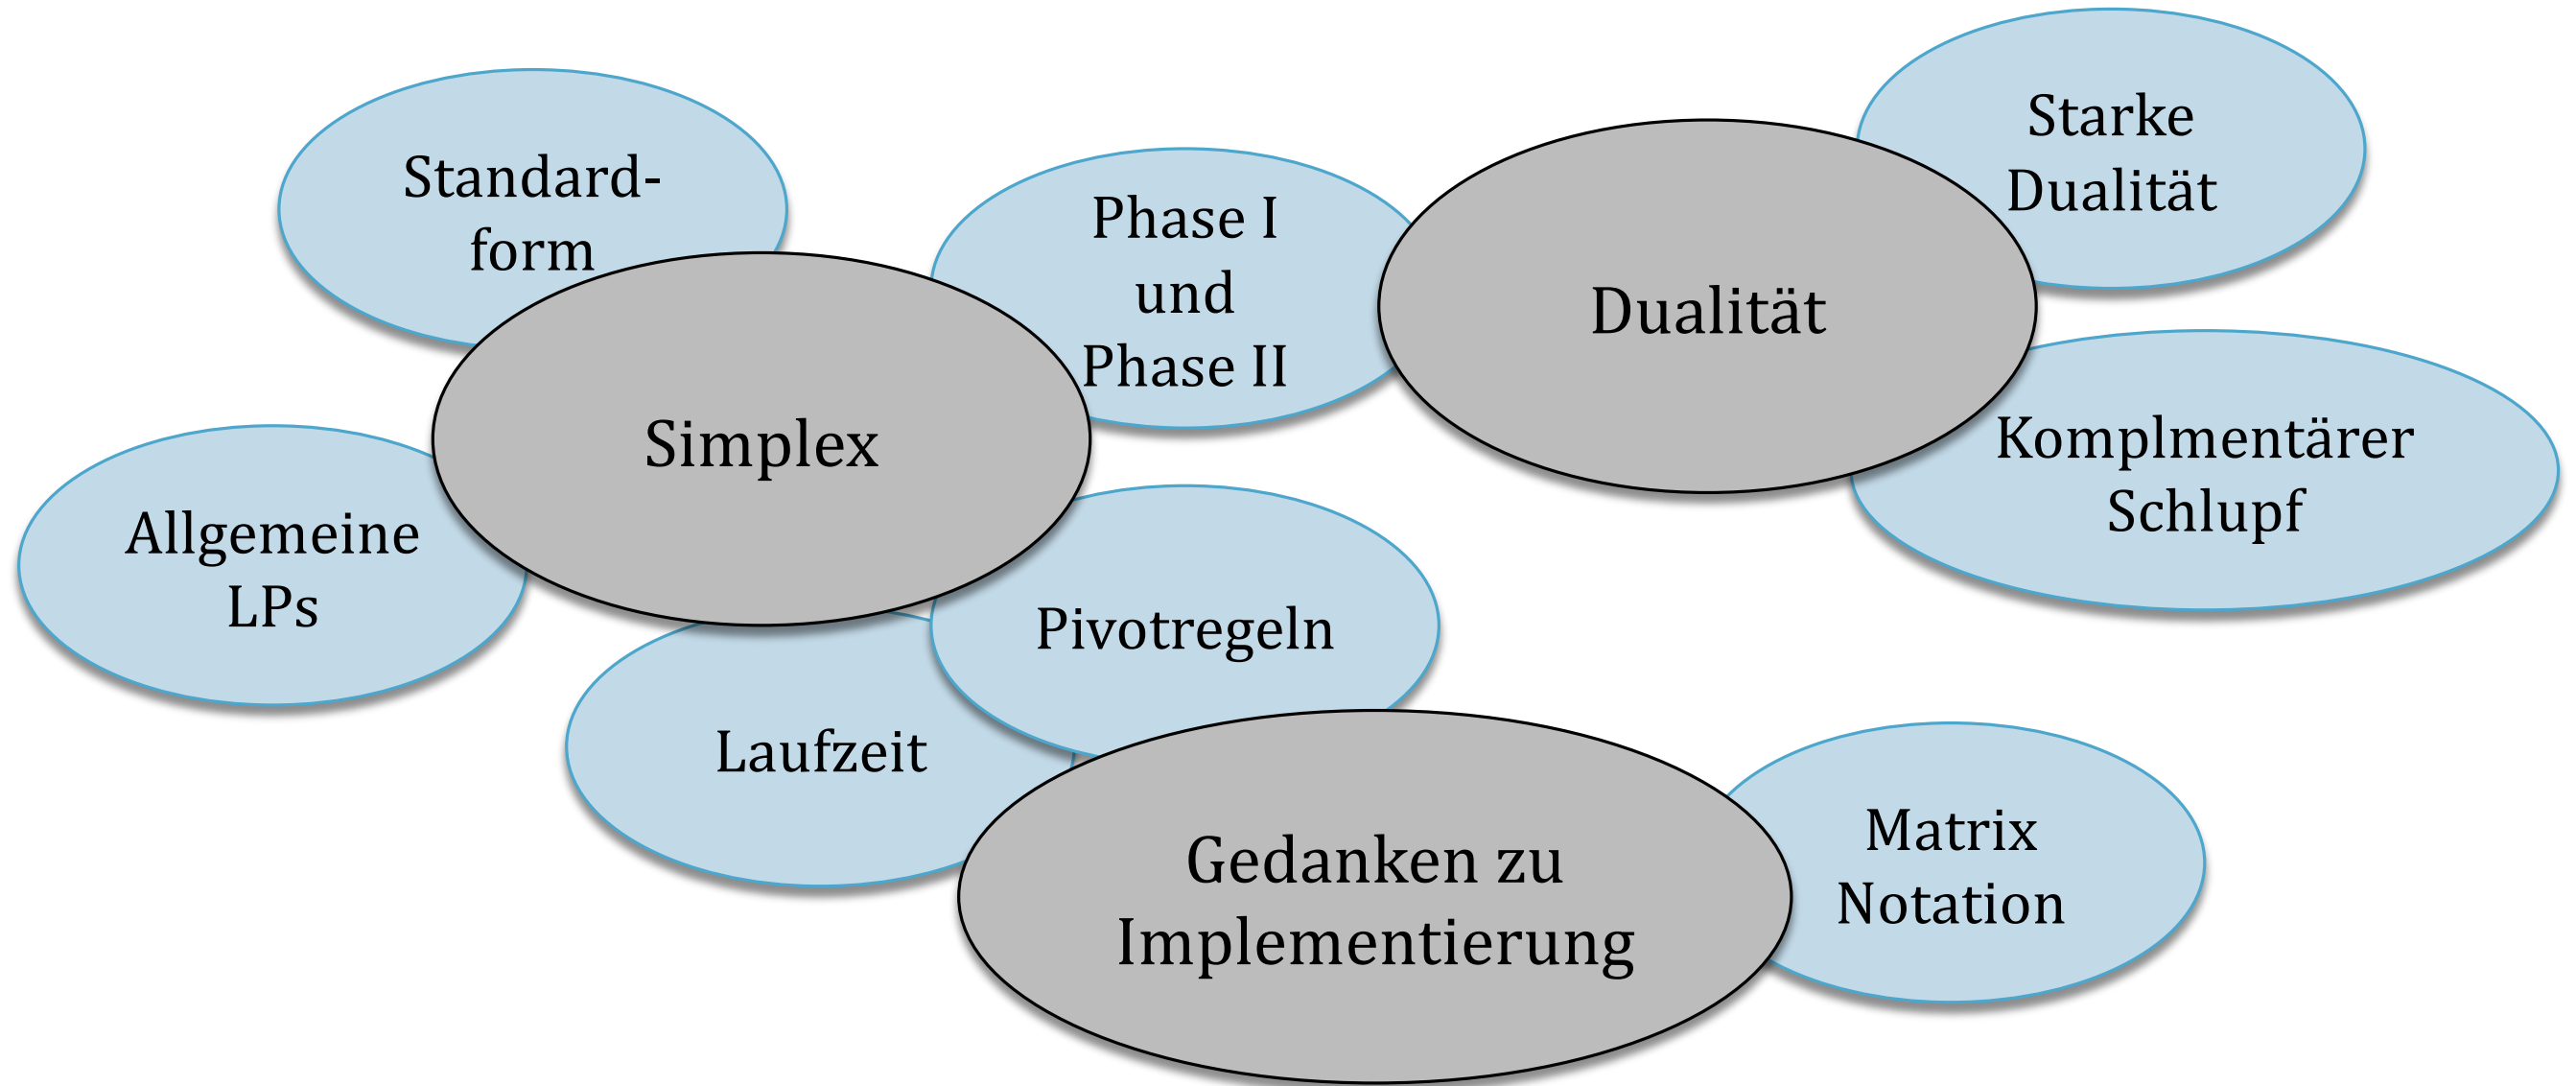 Standard-
form
Phase I
und
Phase II
Simplex
Allgemeine
LPs
Laufzeit
Pivotregeln
Dualität
Starke
Dualität
Komplmentärer
Schlupf
Gedanken zu
Implementierung
Matrix
Notation